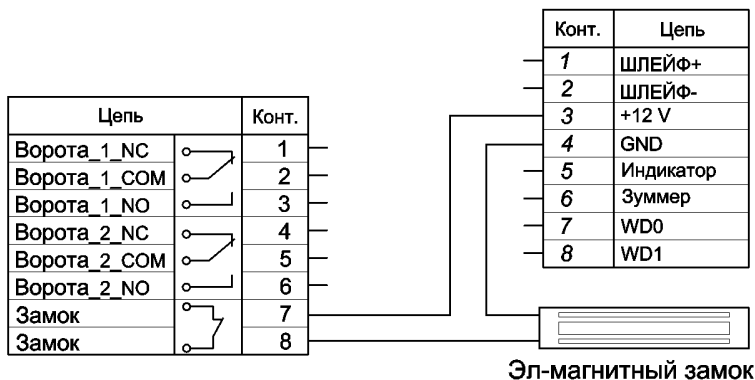 Цепь Конт.
Ворота_1_NC 1
Ворота_1_COM 2
Ворота_1_NO 3
Ворота_2_NC 4
Ворота_2_COM 5
Ворота_2_NO 6
Замок 7
Замок 8
Конт. Цепь
1 ШЛЕЙФ+
2 ШЛЕЙФ-
3 +12 V
4 GND
5 Индикатор
6 Зуммер
7 WD0
8 WD1
Эл-магнитный замок